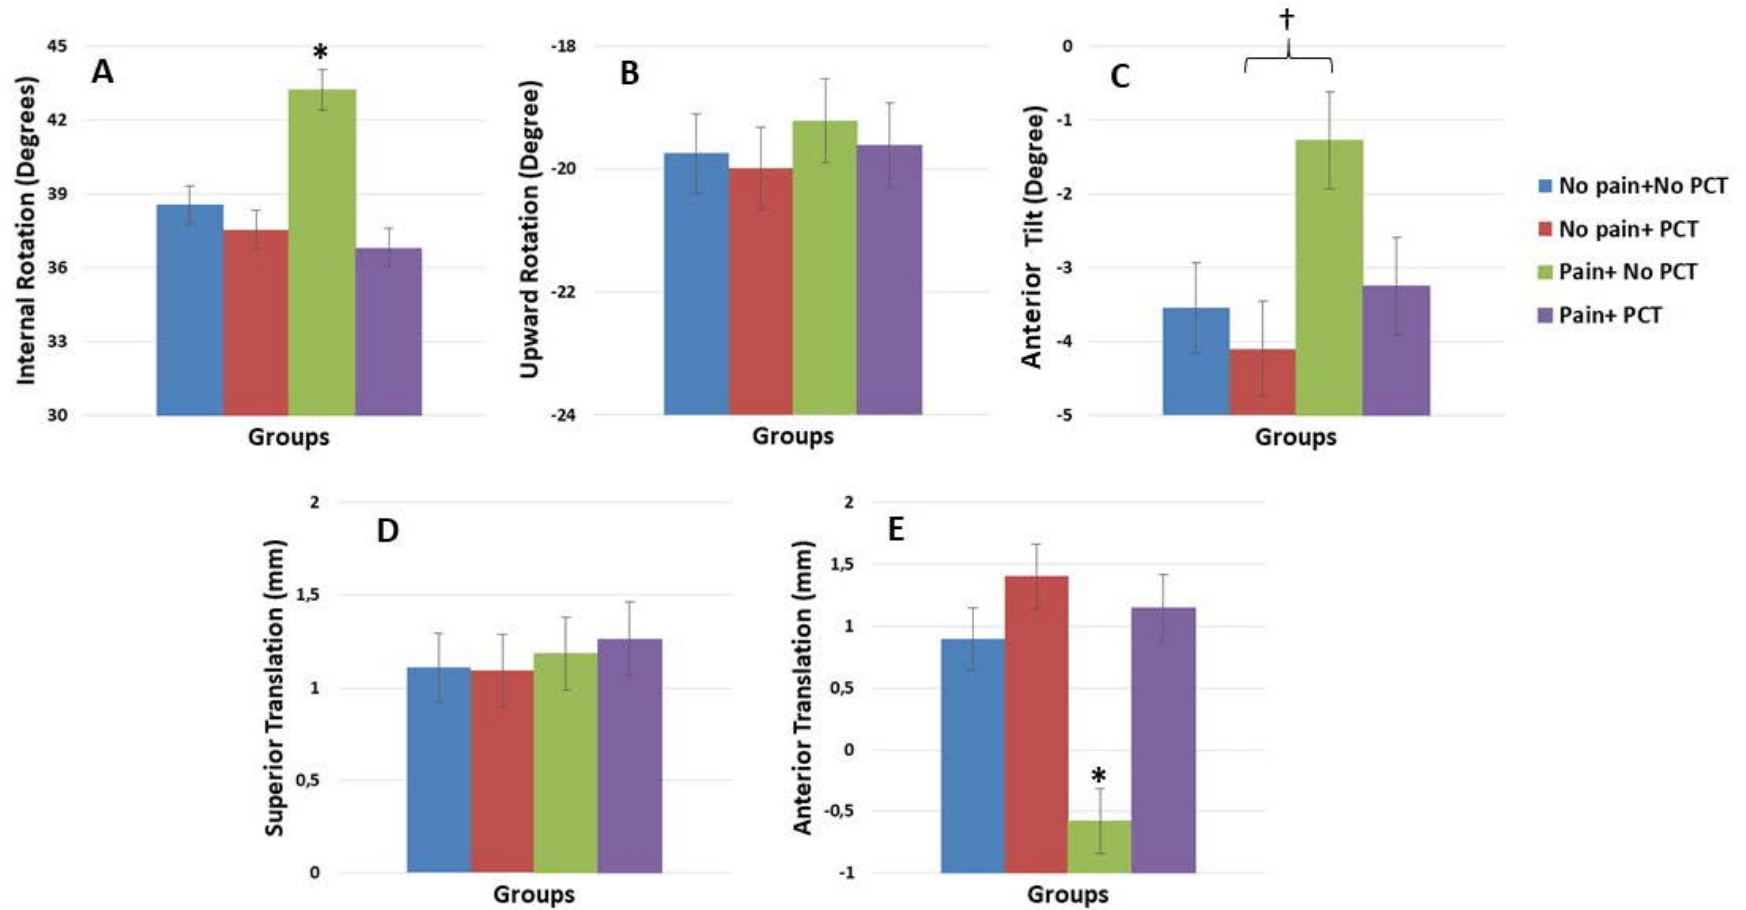 A
Internal Rotation (Degrees)
45
42
39
36
33
30
*
Groups
B
Upward Rotation (Degree)
-18
-20
-22
-24
Groups
C
Anterior Tilt (Degree)
0
-1
-2
-3
-4
-5
†
Groups
No pain+No PCT
No pain+ PCT
Pain+ No PCT
Pain+ PCT
D
Superior Translation (mm)
2
1,5
1
0,5
0
Groups
E
Anterior Translation (mm)
2
1,5
1
0,5
0
-0,5
-1
*
Groups